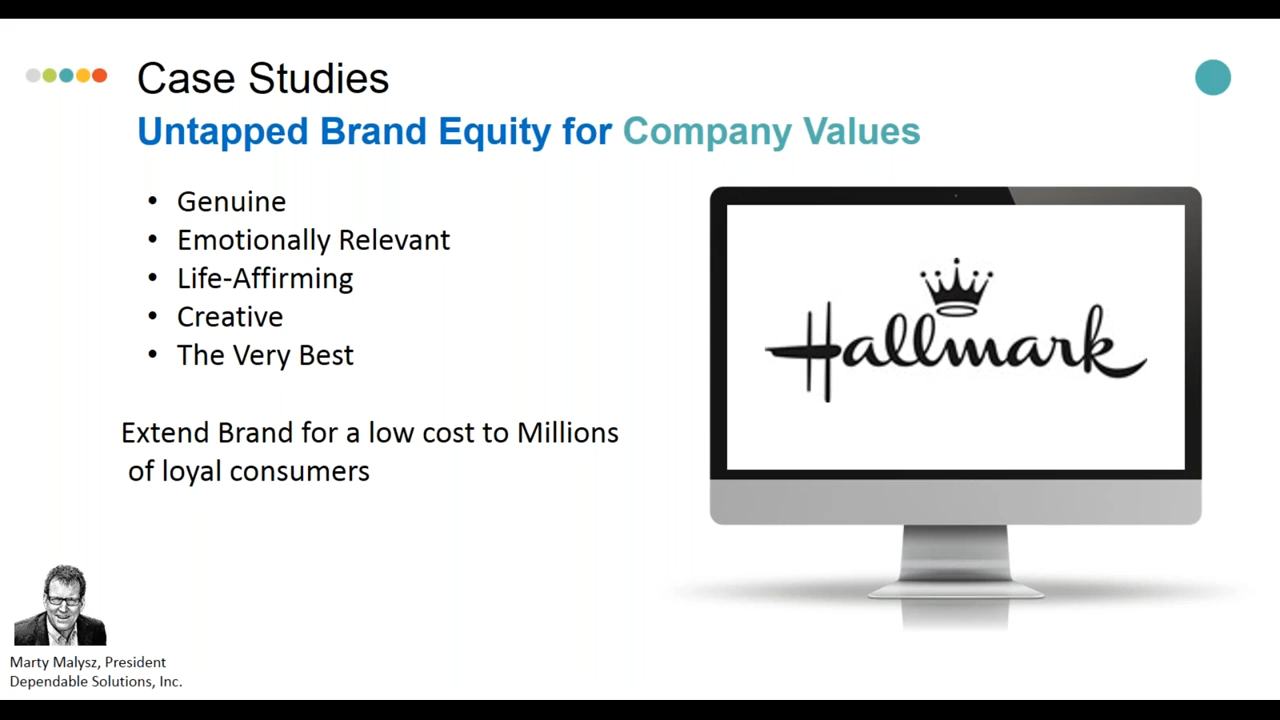 Case Studies
Untapped Brand Equity for Company Values
• Genuine
• Emotionally Relevant
• Life-Affirming
• Creative
• The Very Best
Extend Brand for a low cost to Millions
of loyal consumers
Hallmark
Marty Malysz, President
Dependable Solutions, Inc.